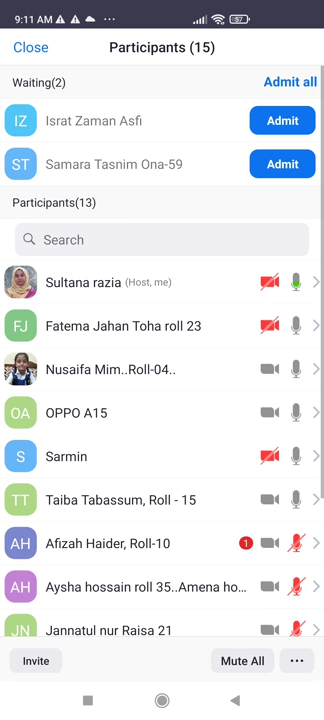 9:11 AM
57
Close
Participants (15)
Waiting(2)
Admit all
IZ
Israt Zaman Asfi
Admit
ST
Samara Tasnim Ona-59
Admit
Participants(13)
Search
Sultana razia (Host, me)
FJ
Fatema Jahan Toha roll 23
Nusaifa Mim..Roll-04..
OA
OPPO A15
S
Sarmin
TT
Taiba Tabassum, Roll - 15
AH
Afizah Haider, Roll-10
1
AH
Aysha hossain roll 35..Amena ho...
JN
Jannatul nur Raisa 21
Invite
Mute All